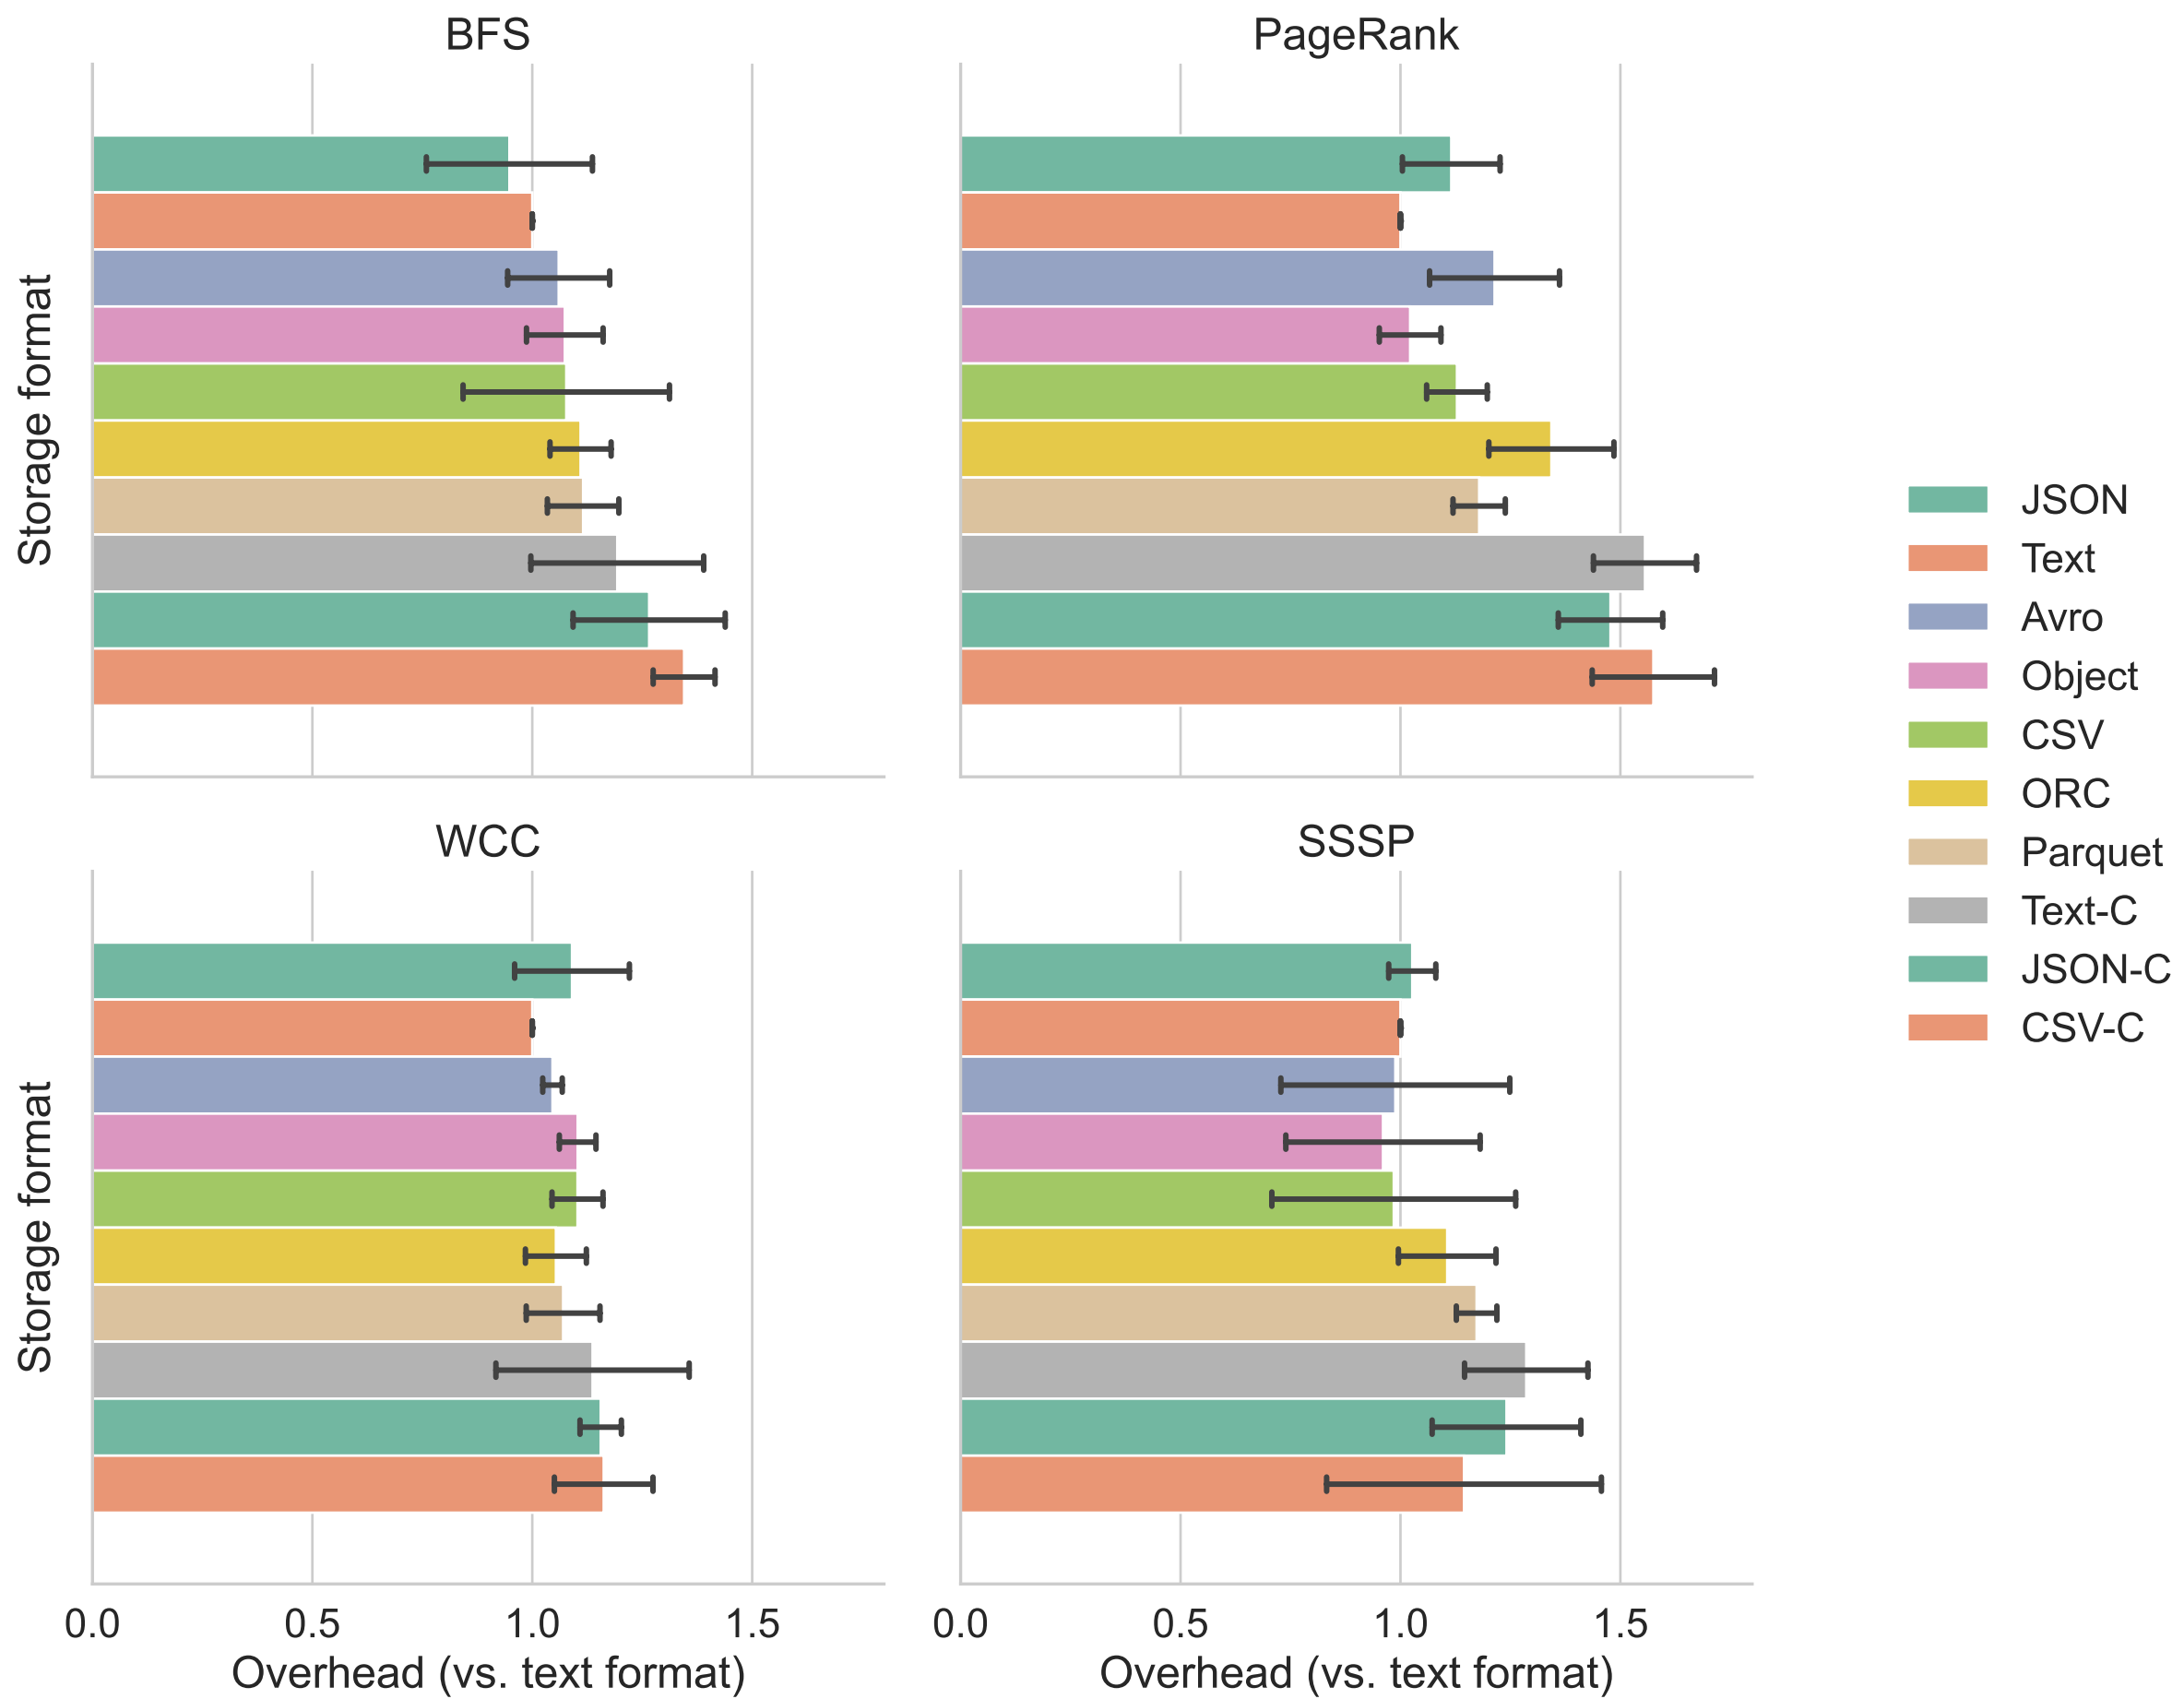 BFS
PageRank
Storage format
WCC
SSSP
Storage format
0.0 0.5 1.0 1.5
0.0 0.5 1.0 1.5
Overhead (vs. text format)
Overhead (vs. text format)
JSON
Text
Avro
Object
CSV
ORC
Parquet
Text-C
JSON-C
CSV-C